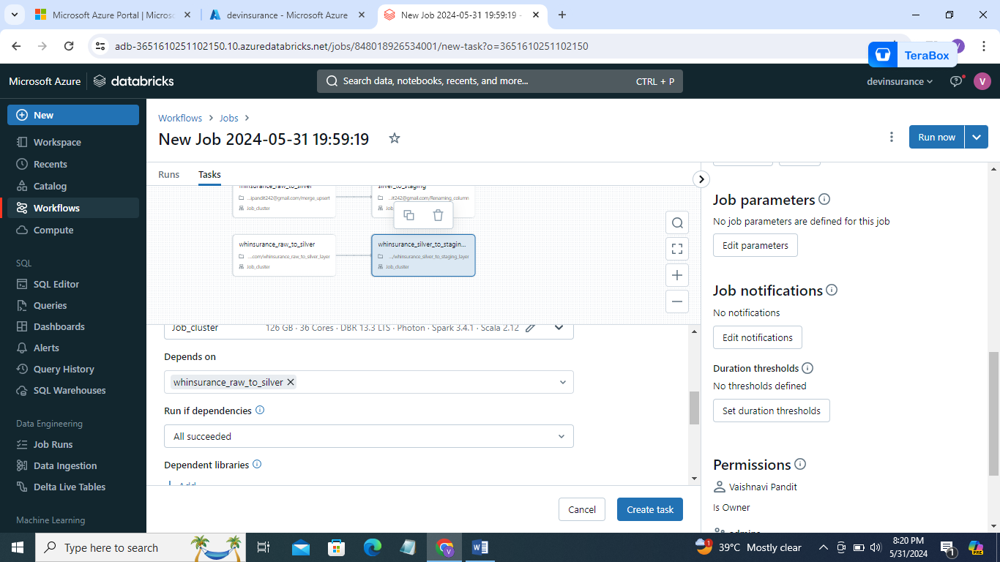 Microsoft Azure Portal | Microso
devinsurance - Microsoft Azure
New Job 2024-05-31 19:59:19 -
adb-3651610251102150.10.azuredatabricks.net/jobs/848018926534001/new-task?o=3651610251102150
V
TeraBox
Microsoft Azure
databricks
Search data, notebooks, recents, and more...
CTRL + P
devinsurance
V
New
Workspace
Recents
Catalog
Workflows
Compute
SQL
SQL Editor
Queries
Dashboards
Alerts
Query History
SQL Warehouses
Data Engineering
Job Runs
Data Ingestion
Delta Live Tables
Machine Learning
Workflows > Jobs >
New Job 2024-05-31 19:59:19
Run now
Runs
Tasks
whinsurance_raw_to_silver
...ipandit242@gmail.com/merge_upsert
Job_cluster
silver_to_staging
...it242@gmail.com/Renaming_column
Job
whinsurance_raw_to_silver
...com/whinsurance_raw_to_silver_layer
Job_cluster
whinsurance_silver_to_stagin...
.../whinsurance_silver_to_staging_layer
Job_cluster
Job_cluster
126 GB · 36 Cores · DBR 13.3 LTS · Photon · Spark 3.4.1 · Scala 2.12
Depends on
whinsurance_raw_to_silver
Run if dependencies
All succeeded
Dependent libraries
Add
Cancel
Create task
Job parameters
No job parameters are defined for this job
Edit parameters
Job notifications
No notifications
Edit notifications
Duration thresholds
No thresholds defined
Set duration thresholds
Permissions
Vaishnavi Pandit
Is Owner
admins
Type here to search
39°C Mostly clear
8:20 PM
5/31/2024